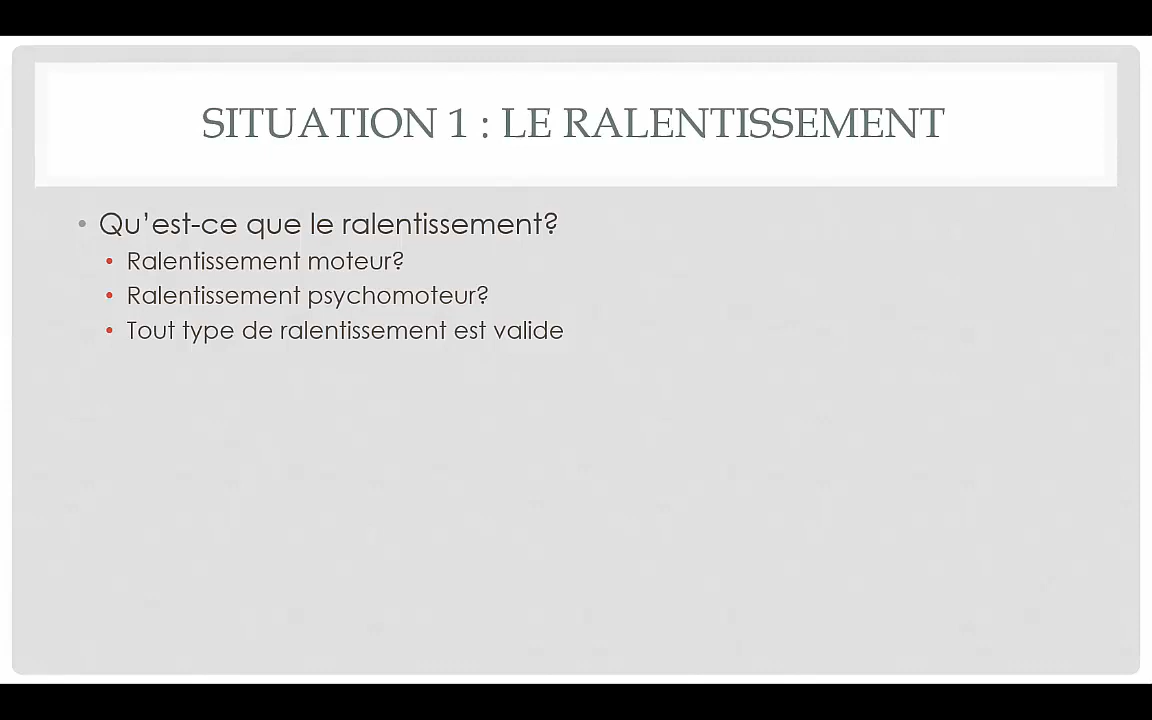 SITUATION 1 : LE RALENTISSEMENT
• Qu’est-ce que le ralentissement?
• Ralentissement moteur?
• Ralentissement psychomoteur?
• Tout type de ralentissement est valide